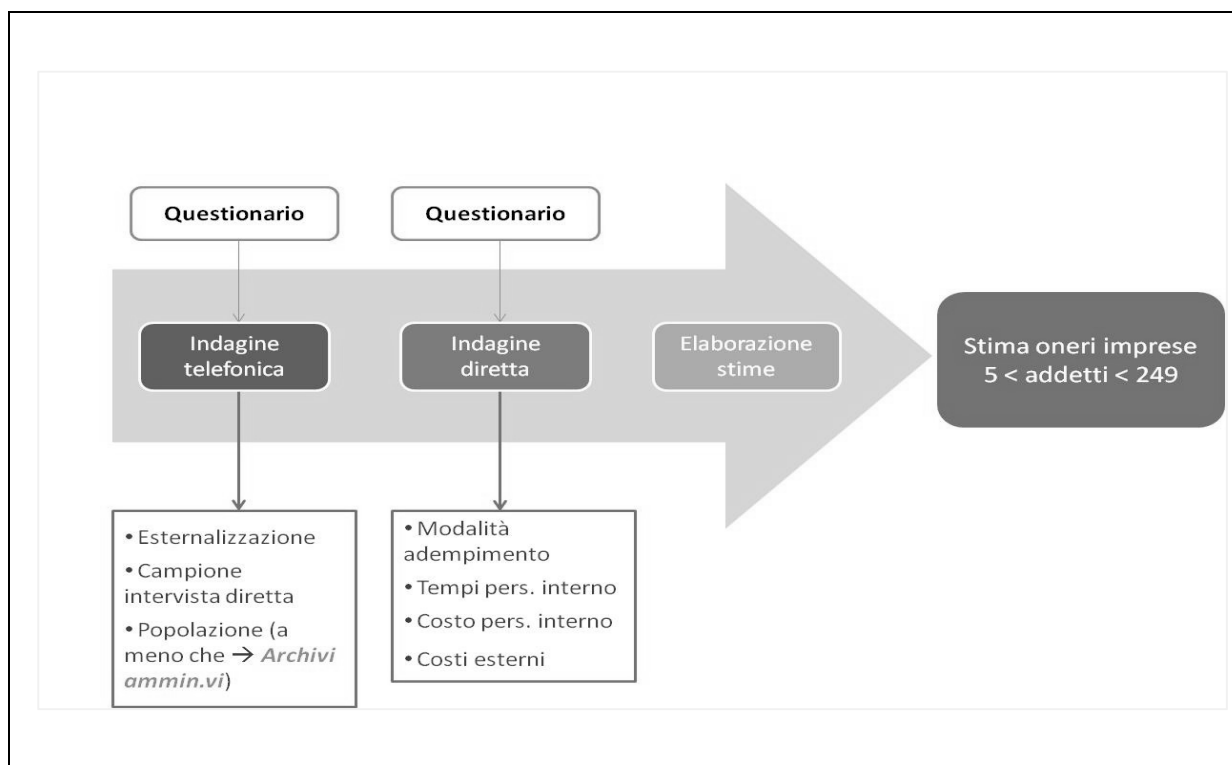 Questionario
Questionario
Indagine
telefonica
Indagine
diretta
Elaborazione
stime
Stima oneri imprese
5 < addetti < 249
• Esternalizzazione
• Campione
intervista diretta
• Popolazione (a
meno che → Archivi
ammin.vi)
• Modalità
adempimento
• Tempi pers. interno
• Costo pers. interno
• Costi esterni